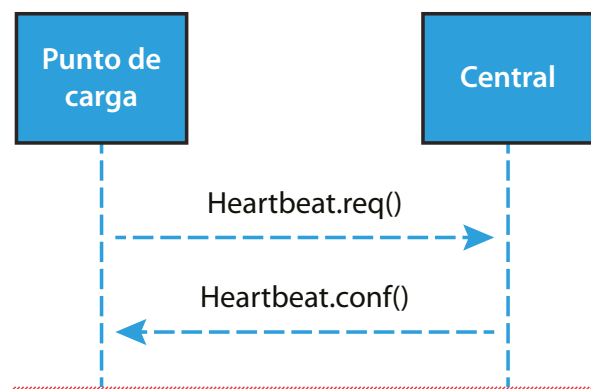 Punto de
carga
Central
Heartbeat.req()
Heartbeat.conf()